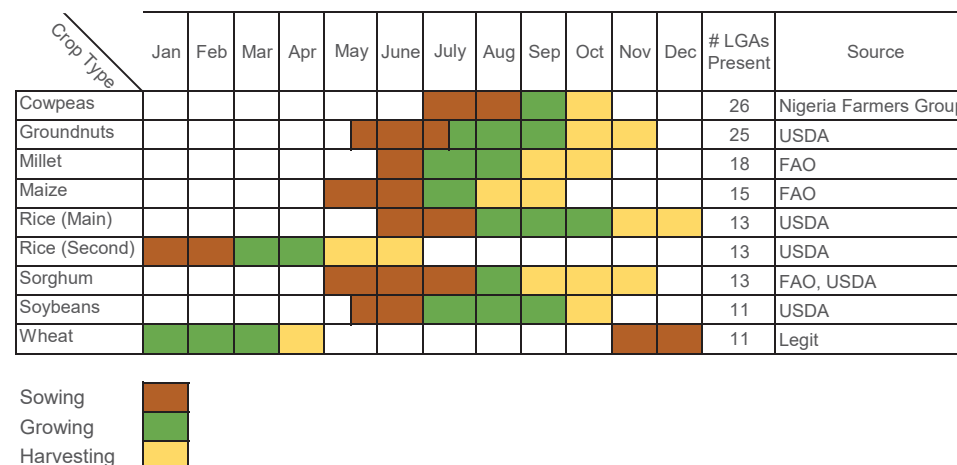 Crop Type Jan Feb Mar Apr May June July Aug Sep Oct Nov Dec # LGAs Present Source
Cowpeas 26 Nigeria Farmers Group
Groundnuts 25 USDA
Millet 18 FAO
Maize 15 FAO
Rice (Main) 13 USDA
Rice (Second) 13 USDA
Sorghum 13 FAO, USDA
Soybeans 11 USDA
Wheat 11 Legit
Sowing
Growing
Harvesting